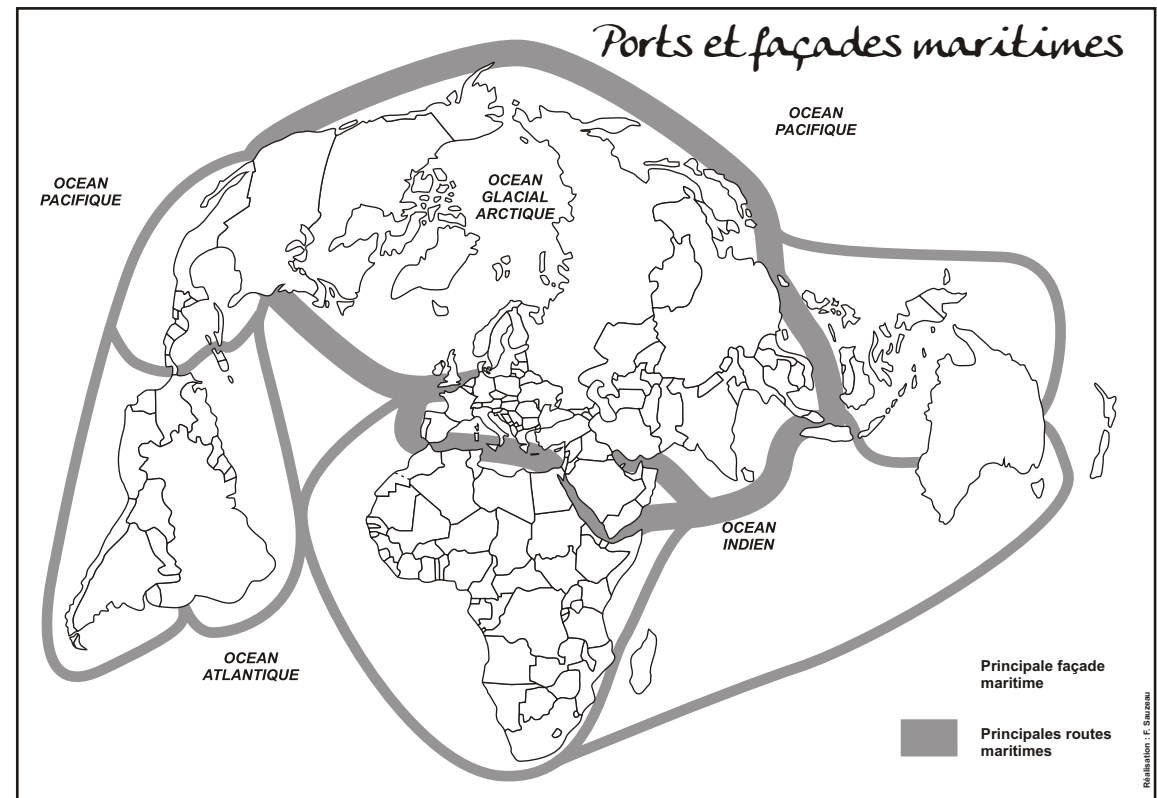 Ports et façades maritimes
OCEAN
PACIFIQUE
OCEAN
PACIFIQUE
OCEAN
GLACIAL
ARCTIQUE
OCEAN
INDIEN
OCEAN
ATLANTIQUE
Principale façade
maritime
Principales routes
maritimes
Réalisation : F. Sauzeau